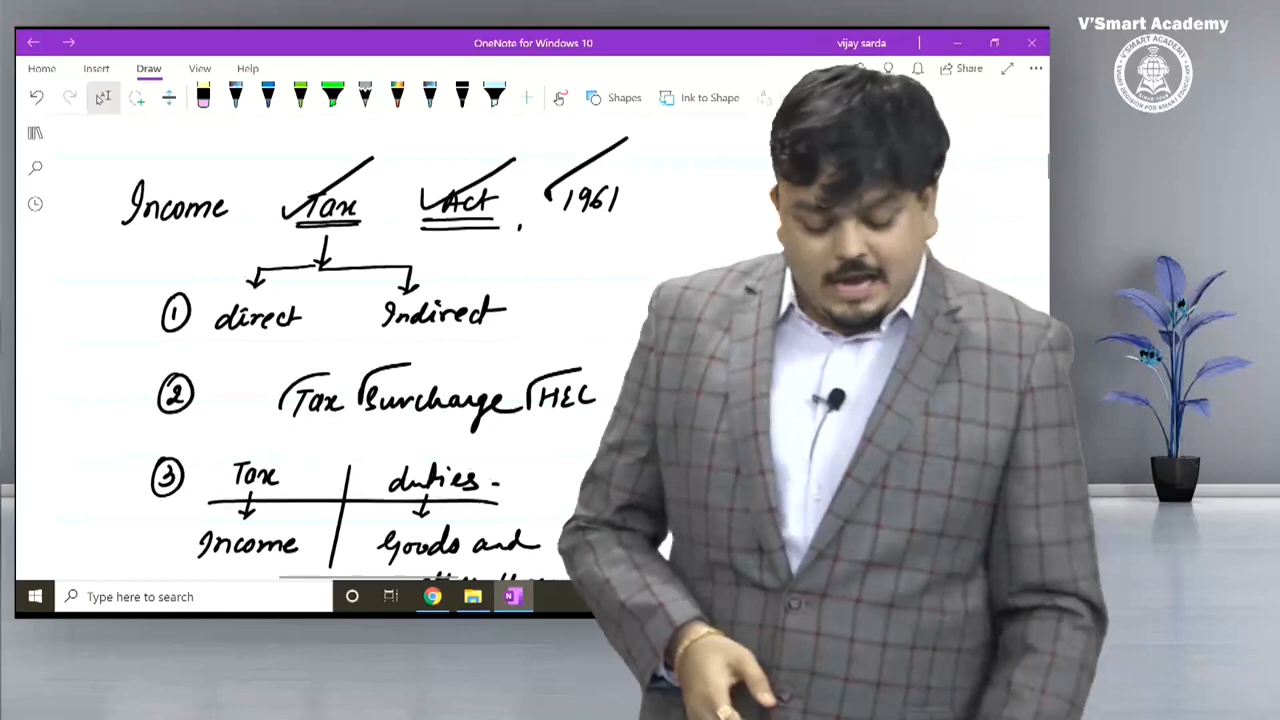 V'Smart Academy
OneNote for Windows 10
vijay sarda
Home Insert Draw View Help
Share
Shapes
Ink to Shape
Income Tax Act. 1961
① direct Indirect
② Tax Surcharge HEC
③ Tax duties -
Income Goods and
Type here to search